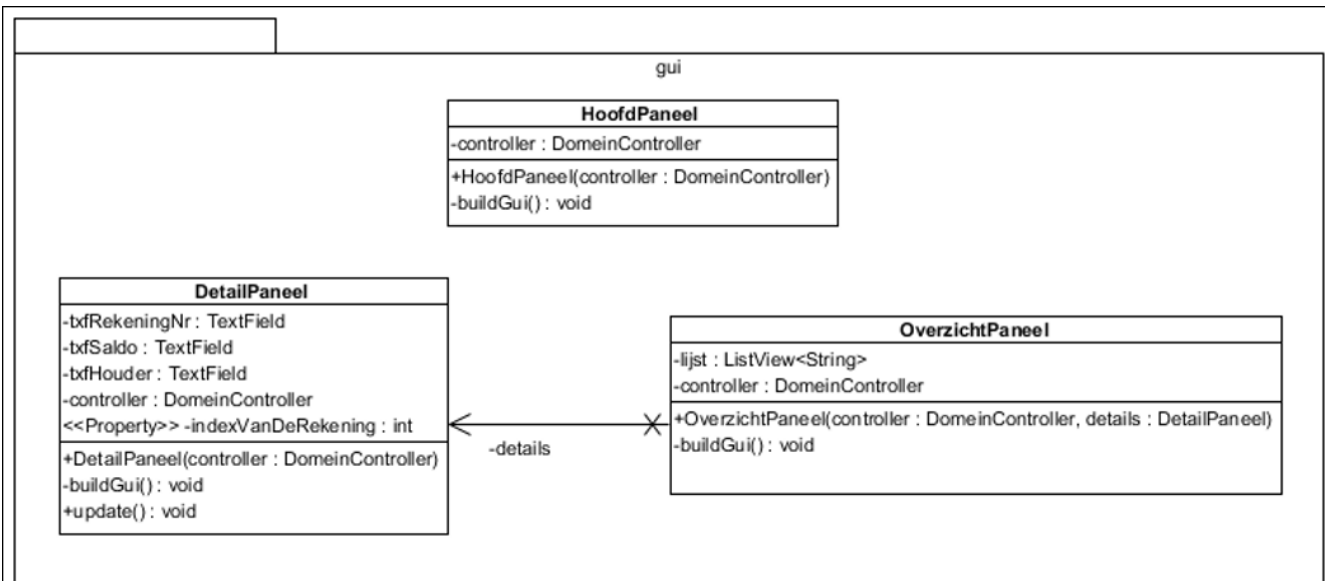 gui
HoofdPaneel
-controller : DomeinController
+HoofdPaneel(controller : DomeinController)
-buildGui() : void
DetailPaneel
-txfRekeningNr : TextField
-txfSaldo : TextField
-txfHouder : TextField
-controller : DomeinController
<<Property>> -indexVanDeRekening : int
+DetailPaneel(controller : DomeinController)
-buildGui() : void
+update() : void
-details
OverzichtPaneel
-lijst : ListView<String>
-controller : DomeinController
+OverzichtPaneel(controller : DomeinController, details : DetailPaneel)
-buildGui() : void